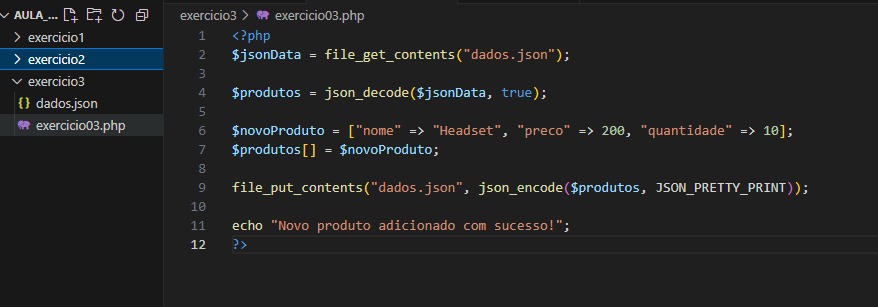 AULA_...
exercicio1
exercicio2
exercicio3
dados.json
exercicio03.php
exercicio3 > exercicio03.php
1 <?php
2 $jsonData = file_get_contents("dados.json");
3
4 $produtos = json_decode($jsonData, true);
5
6 $novoProduto = ["nome" => "Headset", "preco" => 200, "quantidade" => 10];
7 $produtos[] = $novoProduto;
8
9 file_put_contents("dados.json", json_encode($produtos, JSON_PRETTY_PRINT));
10
11 echo "Novo produto adicionado com sucesso!";
12 ?>